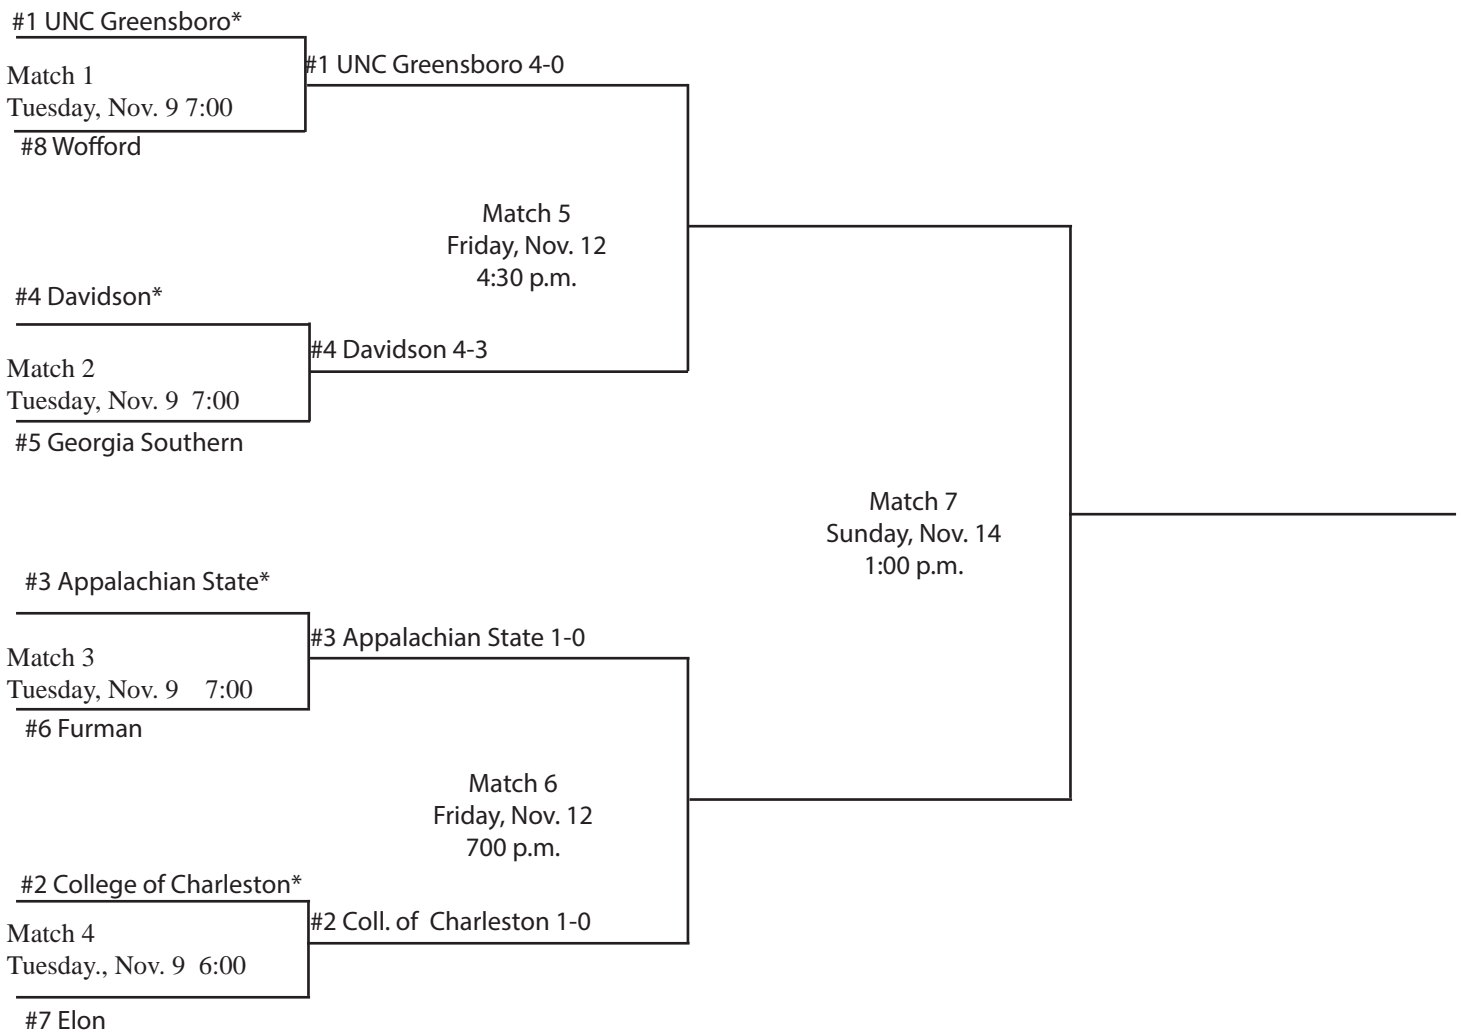 #1 UNC Greensboro*
Match 1
Tuesday, Nov. 9 7:00
#8 Wofford
#1 UNC Greensboro 4-0
Match 5
Friday, Nov. 12
4:30 p.m.
#4 Davidson*
Match 2
Tuesday, Nov. 9 7:00
#5 Georgia Southern
#4 Davidson 4-3
Match 7
Sunday, Nov. 14
1:00 p.m.
#3 Appalachian State*
Match 3
Tuesday, Nov. 9 7:00
#6 Furman
#3 Appalachian State 1-0
Match 6
Friday, Nov. 12
700 p.m.
#2 College of Charleston*
Match 4
Tuesday., Nov. 9 6:00
#7 Elon
#2 Coll. of Charleston 1-0